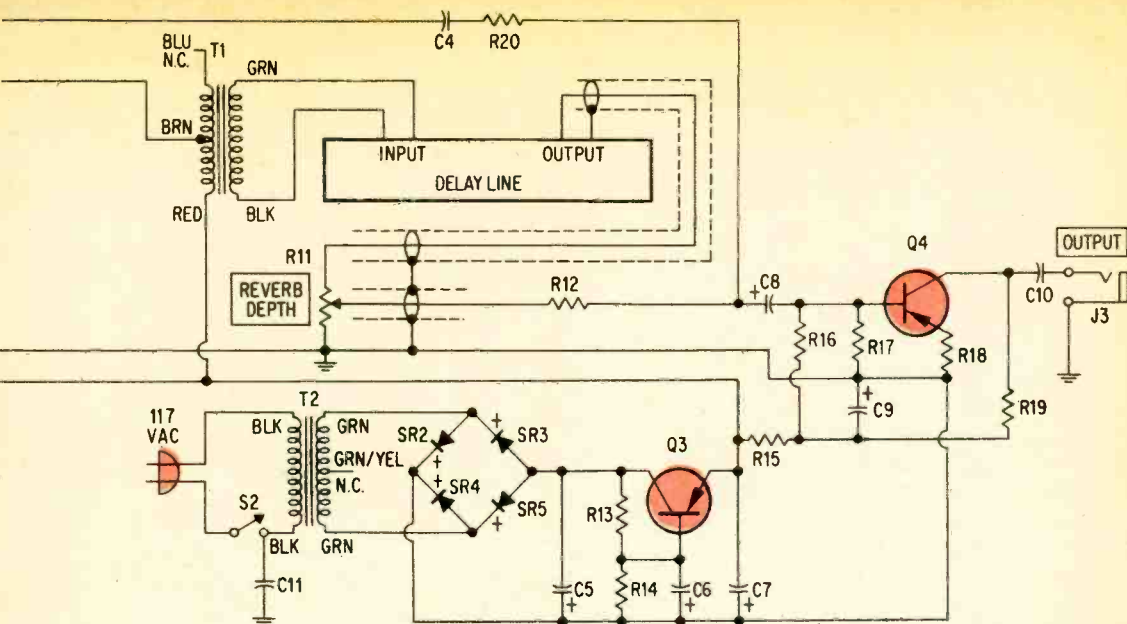 C4
R20
BLU
N.C.
T1
GRN
BRN
INPUT
OUTPUT
DELAY LINE
RED
BLK
R11
REVERB
DEPTH
R12
+
C8
Q4
OUTPUT
C10
J3
R16
R17
R18
+
C9
R19
R15
117
VAC
T2
BLK
GRN
SR2
+
+
SR3
GRN/YEL
N.C.
+
SR4
SR5
+
S2
BLK
GRN
C11
R13
Q3
R14
C5
+
C6
+
C7
+